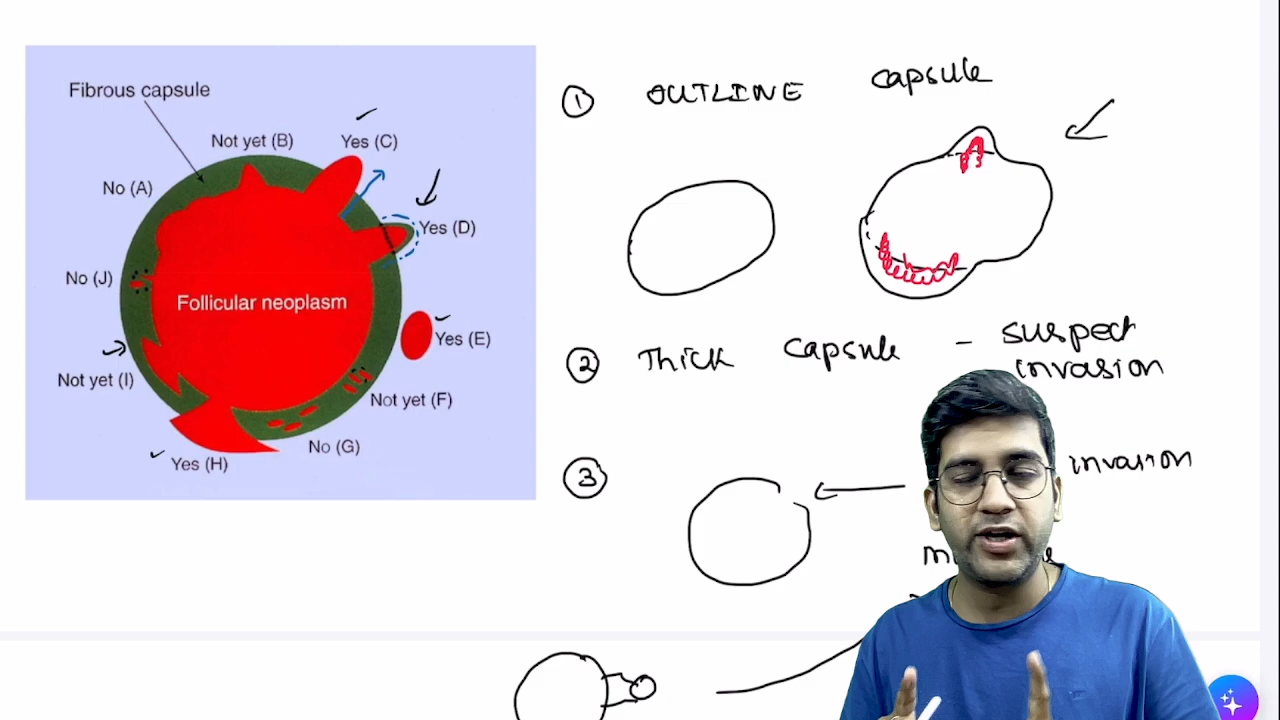 Fibrous capsule
Not yet (B)
Yes (C)
No (A)
Yes (D)
No (J)
Follicular neoplasm
Yes (E)
Not yet (I)
Not yet (F)
No (G)
Yes (H)
① OUTLINE capsule
② Thick capsule - suspect
invasion
③
invasion